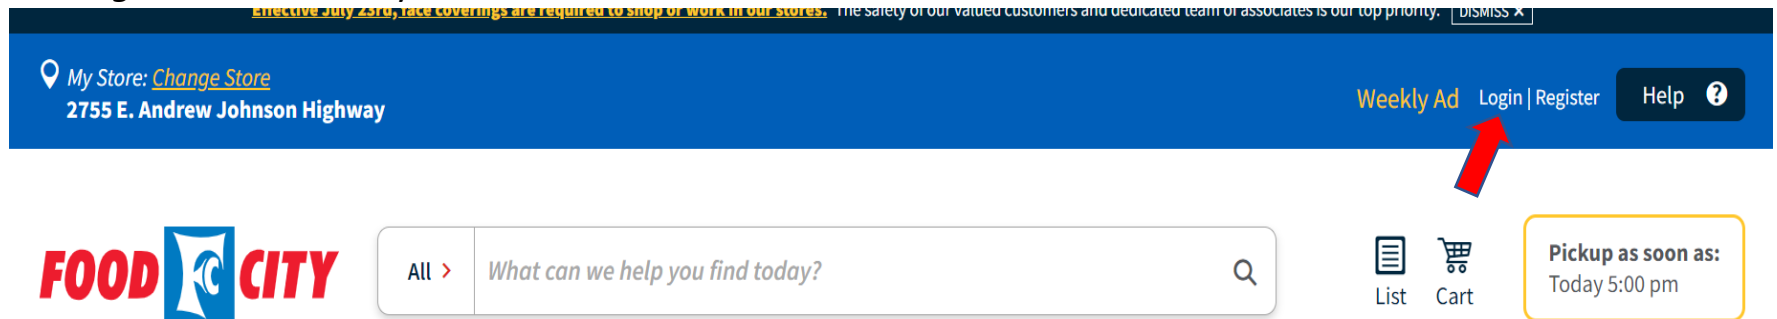 Effective July 23rd, face coverings are required to shop or work in our stores. The safety of our valued customers and dedicated team of associates is our top priority. DISMISS ×
My Store: Change Store
2755 E. Andrew Johnson Highway
Weekly Ad Login | Register Help ?
FOOD FC CITY
All > What can we help you find today?
List Cart
Pickup as soon as:
Today 5:00 pm